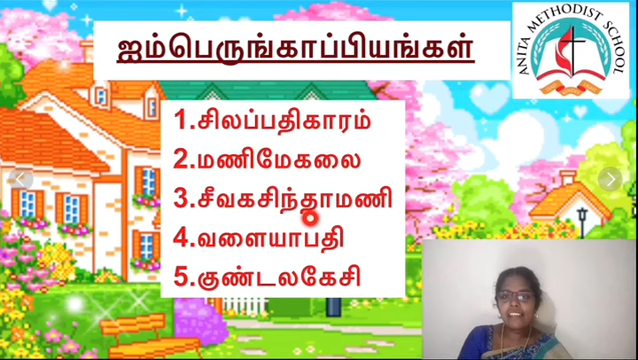 ஐம்பெருங்காப்பியங்கள்
ANITA METHODIST SCHOOL
1.சிலப்பதிகாரம்
2.மணிமேகலை
3.சீவகசிந்தாமணி
4.வளையாபதி
5.குண்டலகேசி